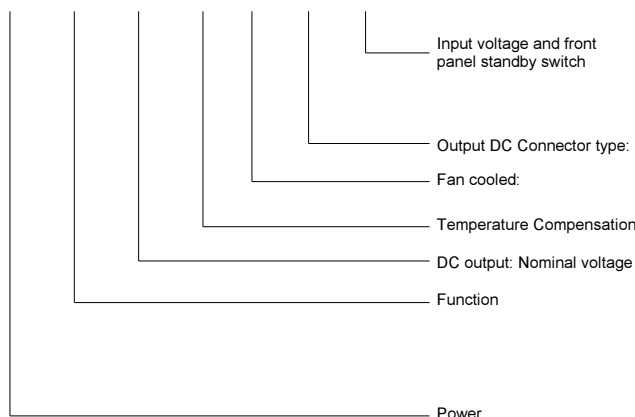 Input voltage and front
panel standby switch
Output DC Connector type:
Fan cooled:
Temperature Compensation
DC output: Nominal voltage
Function
Power